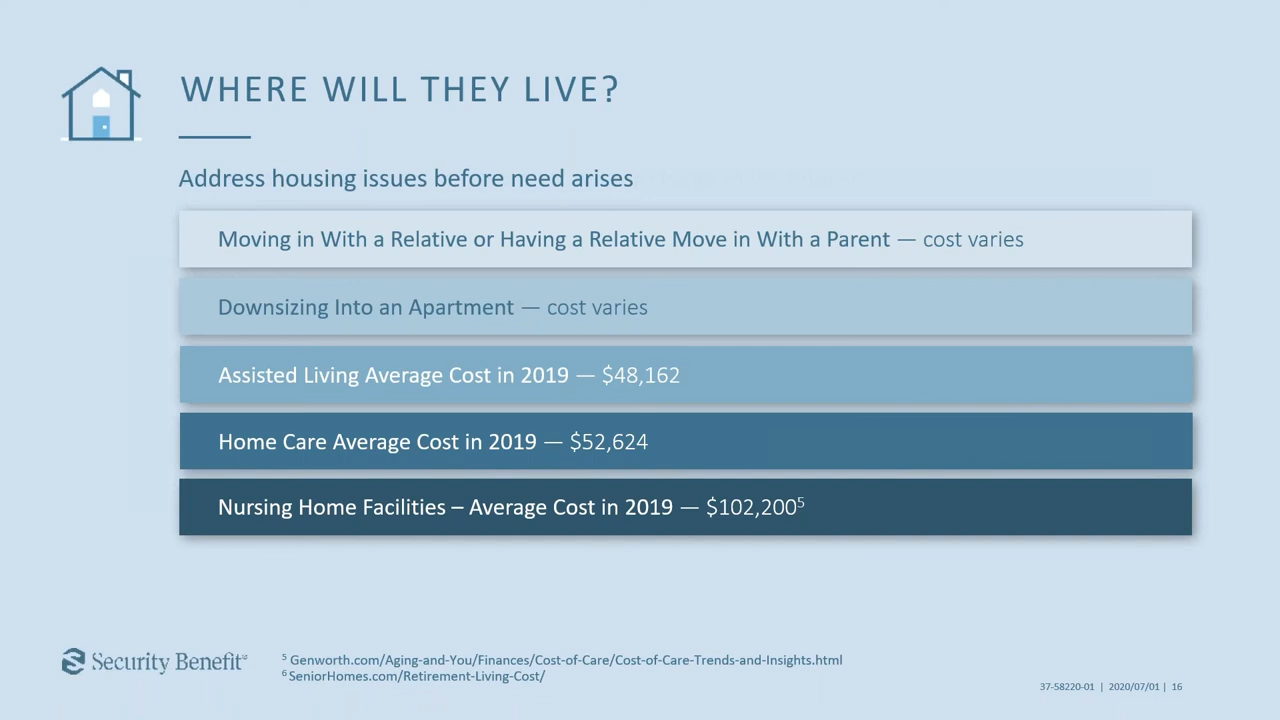 WHERE WILL THEY LIVE?
Address housing issues before need arises
Moving in With a Relative or Having a Relative Move in With a Parent — cost varies
Downsizing Into an Apartment — cost varies
Assisted Living Average Cost in 2019 — $48,162
Home Care Average Cost in 2019 — $52,624
Nursing Home Facilities – Average Cost in 2019 — $102,200⁵
Security Benefit℠
⁵ Genworth.com/Aging-and-You/Finances/Cost-of-Care/Cost-of-Care-Trends-and-Insights.html
⁶ SeniorHomes.com/Retirement-Living-Cost/
37-58220-01 | 2020/07/01 | 16